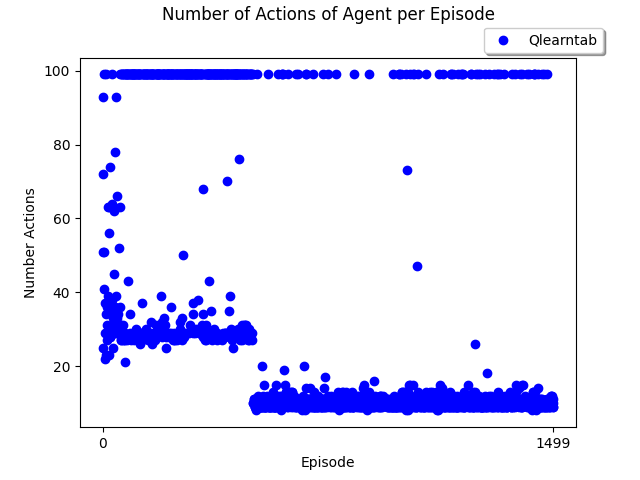 Number of Actions of Agent per Episode
Qlearntab
100
80
60
40
20
Number Actions
0
1499
Episode